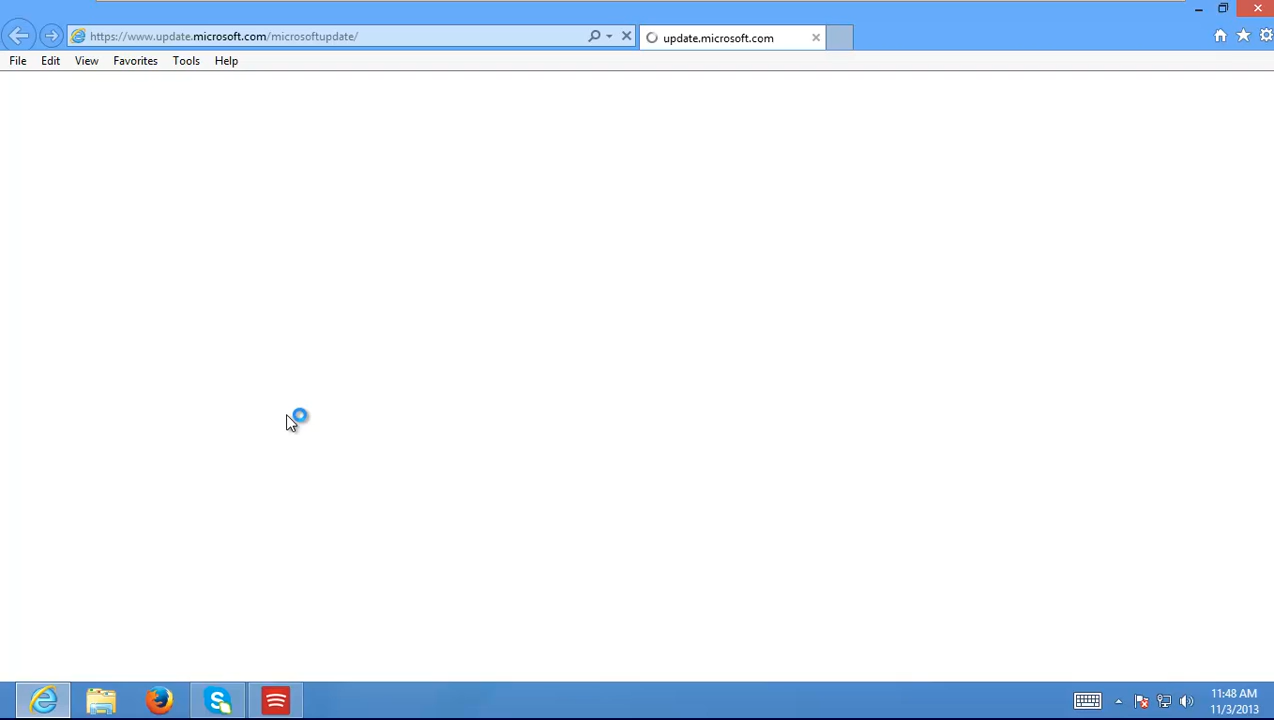 https://www.update.microsoft.com/microsoftupdate/
update.microsoft.com
File Edit View Favorites Tools Help
11:48 AM
11/3/2013